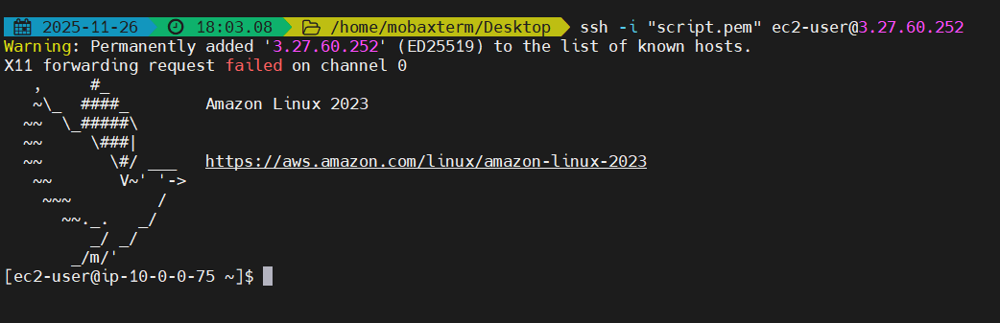 2025-11-26 18:03.08 /home/mobaxterm/Desktop ssh -i "script.pem" ec2-user@3.27.60.252
Warning: Permanently added '3.27.60.252' (ED25519) to the list of known hosts.
X11 forwarding request failed on channel 0
   ,     #_
   ~\_  ####_        Amazon Linux 2023
  ~~  \_#####\
  ~~     \###|
  ~~       \#/ ___   https://aws.amazon.com/linux/amazon-linux-2023
   ~~       V~' '->
    ~~~         /
      ~~._.   _/
         _/ _/
       _/m/'
[ec2-user@ip-10-0-0-75 ~]$